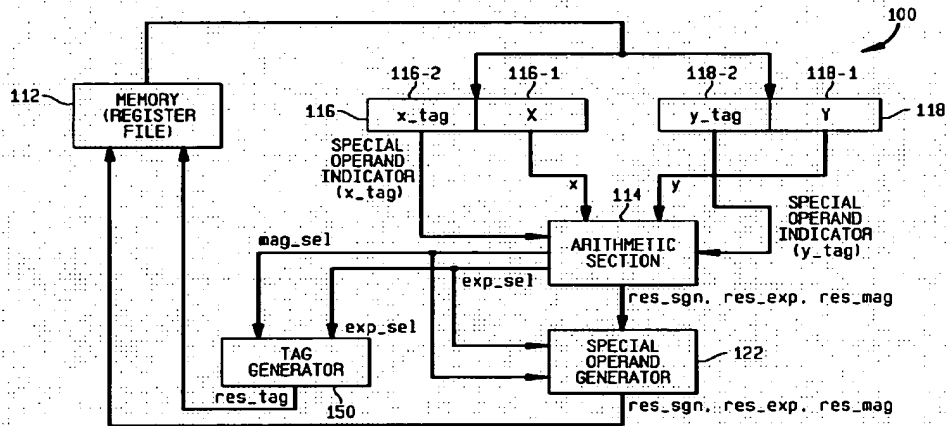 100
116-2 116-1 118-2 118-1
112
MEMORY
(REGISTER
FILE)
116
x_tag X
y_tag Y
118
SPECIAL
OPERAND
INDICATOR
(x_tag)
x
y
114
SPECIAL
OPERAND
INDICATOR
(y_tag)
ARITHMETIC
SECTION
mag_sel
exp_sel
res_sgn, res_exp, res_mag
exp_sel
TAG
GENERATOR
SPECIAL
OPERAND
GENERATOR
122
res_tag
150
res_sgn, res_exp, res_mag